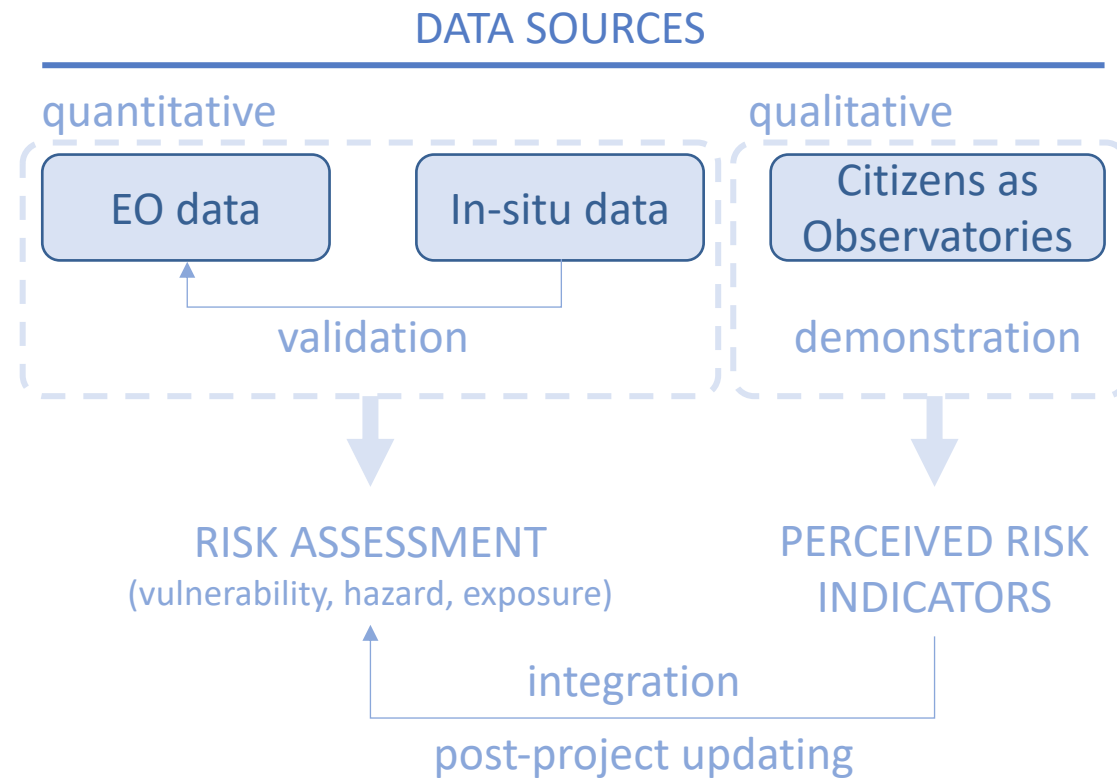 DATA SOURCES
quantitative
qualitative
EO data
In-situ data
Citizens as
Observatories
validation
demonstration
RISK ASSESSMENT
(vulnerability, hazard, exposure)
PERCEIVED RISK
INDICATORS
integration
post-project updating